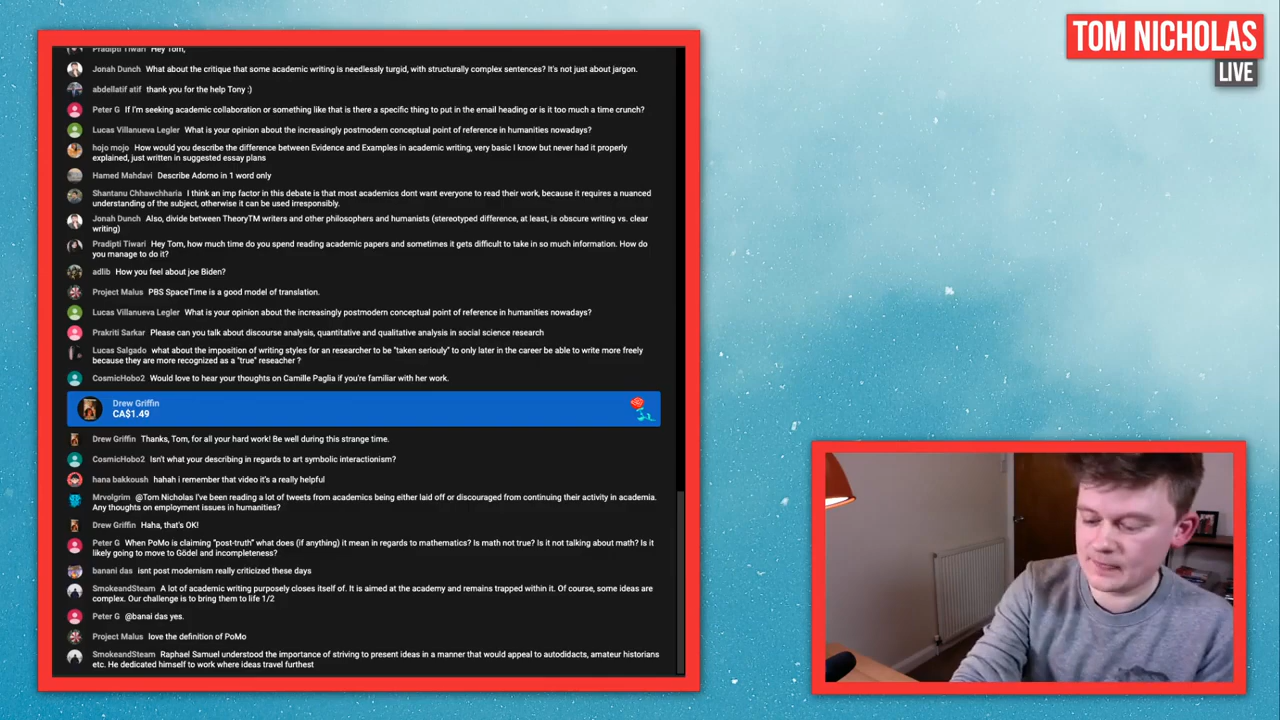 TOM NICHOLAS
LIVE
Pradipti Tiwari Hey Tom,
Jonah Dunch What about the critique that some academic writing is needlessly turgid, with structurally complex sentences? It's not just about jargon.
abdellatif atif thank you for the help Tony :)
Peter G If I'm seeking academic collaboration or something like that is there a specific thing to put in the email heading or is it too much a time crunch?
Lucas Villanueva Legler What is your opinion about the increasingly postmodern conceptual point of reference in humanities nowadays?
hojo mojo How would you describe the difference between Evidence and Examples in academic writing, very basic I know but never had it properly
explained, just written in suggested essay plans
Hamed Mahdavi Describe Adorno in 1 word only
Shantanu Chhawchharia I think an imp factor in this debate is that most academics dont want everyone to read their work, because it requires a nuanced
understanding of the subject, otherwise it can be used irresponsibly.
Jonah Dunch Also, divide between TheoryTM writers and other philosophers and humanists (stereotyped difference, at least, is obscure writing vs. clear
writing)
Pradipti Tiwari Hey Tom, how much time do you spend reading academic papers and sometimes it gets difficult to take in so much information. How do
you manage to do it?
adlib How you feel about joe Biden?
Project Malus PBS SpaceTime is a good model of translation.
Lucas Villanueva Legler What is your opinion about the increasingly postmodern conceptual point of reference in humanities nowadays?
Prakriti Sarkar Please can you talk about discourse analysis, quantitative and qualitative analysis in social science research
Lucas Salgado what about the imposition of writing styles for an researcher to be "taken seriouly" to only later in the career be able to write more freely
because they are more recognized as a "true" reseacher ?
CosmicHobo2 Would love to hear your thoughts on Camille Paglia if you're familiar with her work.
Drew Griffin
CA$1.49
Drew Griffin Thanks, Tom, for all your hard work! Be well during this strange time.
CosmicHobo2 Isn't what your describing in regards to art symbolic interactionism?
hana bakkoush hahah i remember that video it's a really helpful
Mrvolgrim @Tom Nicholas I've been reading a lot of tweets from academics being either laid off or discouraged from continuing their activity in academia.
Any thoughts on employment issues in humanities?
Drew Griffin Haha, that's OK!
Peter G When PoMo is claiming "post-truth" what does (if anything) it mean in regards to mathematics? Is math not true? Is it not talking about math? Is it
likely going to move to Gödel and incompleteness?
banani das isnt post modernism really criticized these days
SmokeandSteam A lot of academic writing purposely closes itself of. It is aimed at the academy and remains trapped within it. Of course, some ideas are
complex. Our challenge is to bring them to life 1/2
Peter G @banai das yes.
Project Malus love the definition of PoMo
SmokeandSteam Raphael Samuel understood the importance of striving to present ideas in a manner that would appeal to autodidacts, amateur historians
etc. He dedicated himself to work where ideas travel furthest